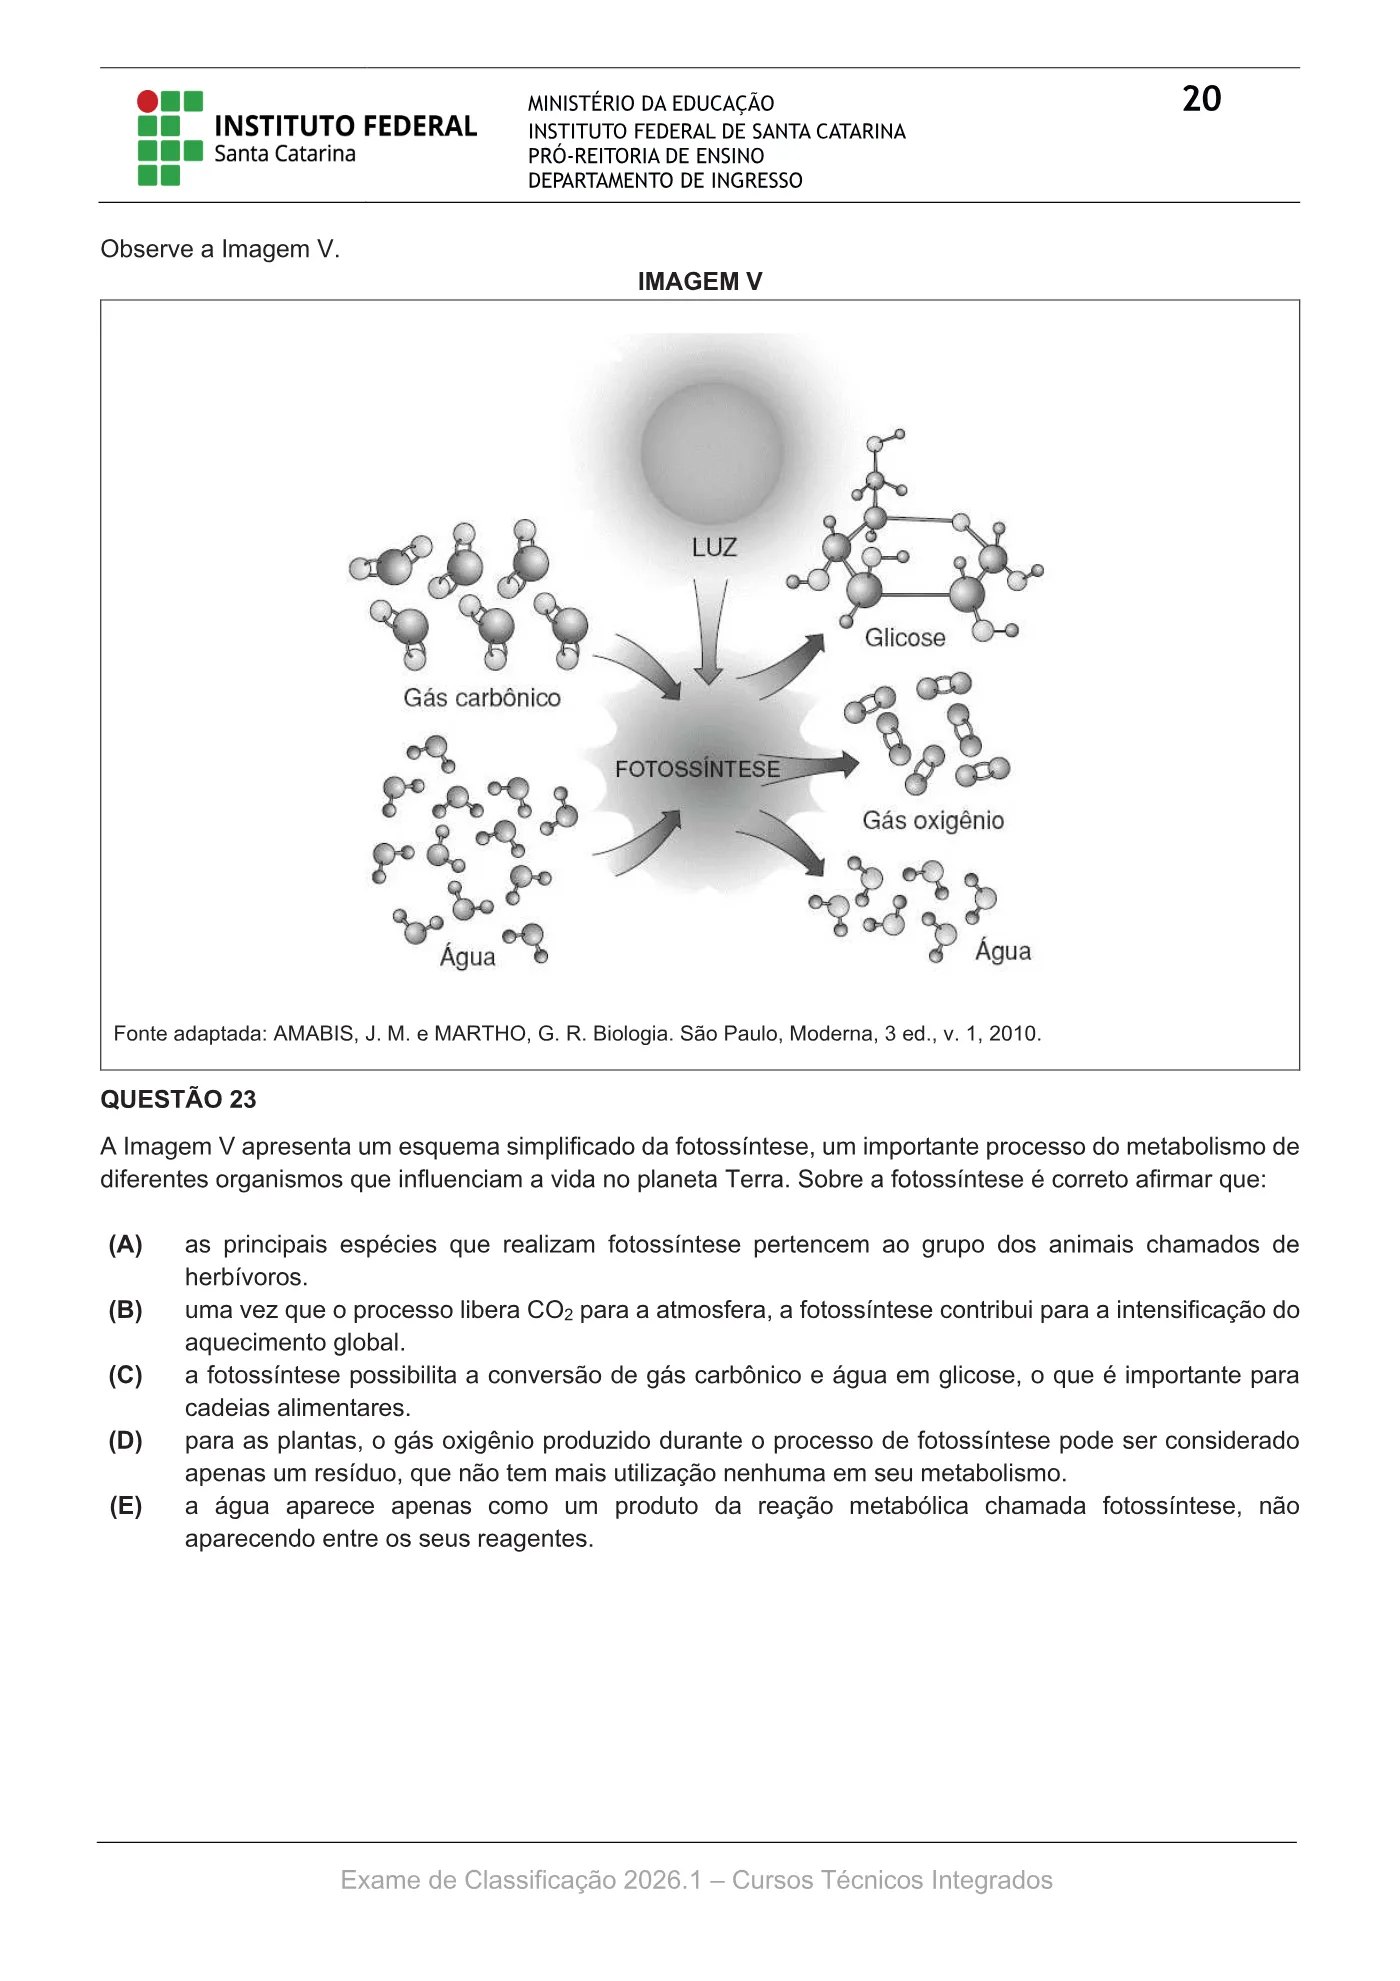 INSTITUTO FEDERAL
Santa Catarina
MINISTÉRIO DA EDUCAÇÃO
INSTITUTO FEDERAL DE SANTA CATARINA
PRÓ-REITORIA DE ENSINO
DEPARTAMENTO DE INGRESSO
20
Observe a Imagem V.
IMAGEM V
LUZ
Glicose
Gás carbônico
FOTOSSÍNTESE
Gás oxigênio
Água
Água
Fonte adaptada: AMABIS, J. M. e MARTHO, G. R. Biologia. São Paulo, Moderna, 3 ed., v. 1, 2010.
QUESTÃO 23
A Imagem V apresenta um esquema simplificado da fotossíntese, um importante processo do metabolismo de
diferentes organismos que influenciam a vida no planeta Terra. Sobre a fotossíntese é correto afirmar que:
(A) as principais espécies que realizam fotossíntese pertencem ao grupo dos animais chamados de
herbívoros.
(B) uma vez que o processo libera CO₂ para a atmosfera, a fotossíntese contribui para a intensificação do
aquecimento global.
(C) a fotossíntese possibilita a conversão de gás carbônico e água em glicose, o que é importante para
cadeias alimentares.
(D) para as plantas, o gás oxigênio produzido durante o processo de fotossíntese pode ser considerado
apenas um resíduo, que não tem mais utilização nenhuma em seu metabolismo.
(E) a água aparece apenas como um produto da reação metabólica chamada fotossíntese, não
aparecendo entre os seus reagentes.
Exame de Classificação 2026.1 – Cursos Técnicos Integrados